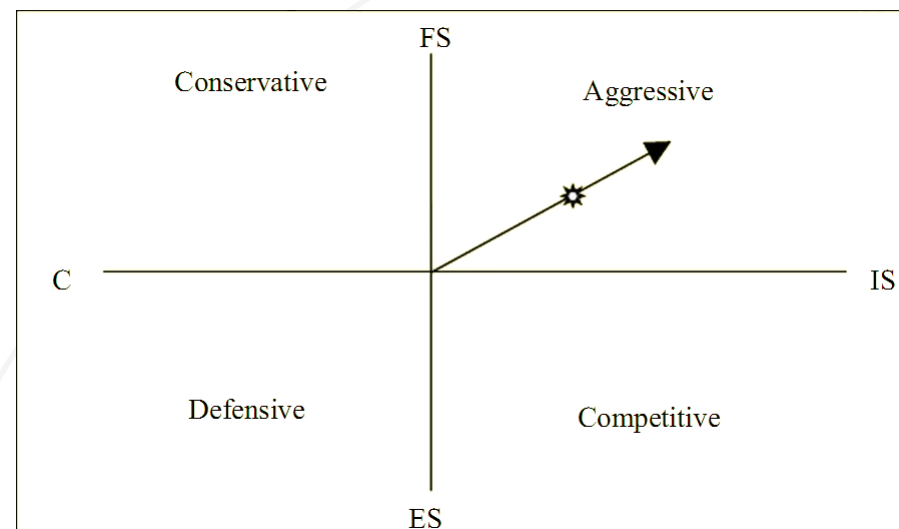 FS
Conservative
Aggressive
C
IS
Defensive
Competitive
ES